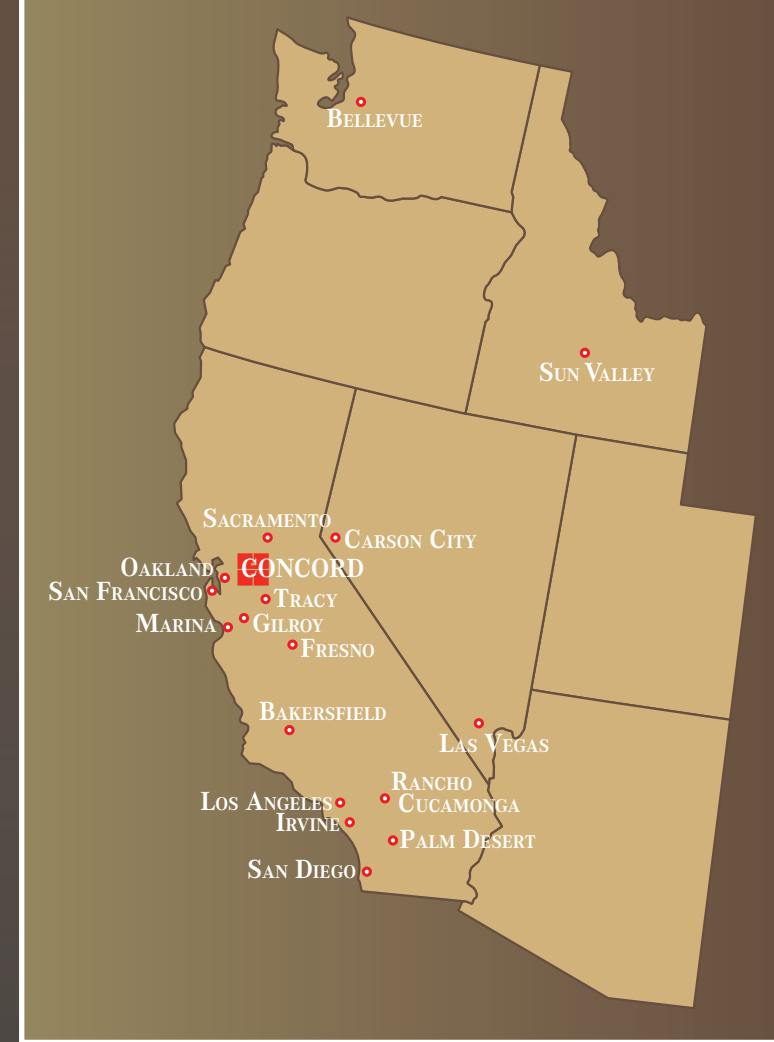 Bellevue
Sun Valley
Sacramento
Carson City
Oakland
CONCORD
San Francisco
Tracy
Marina
Gilroy
Fresno
Bakersfield
Las Vegas
Rancho
Cucamonga
Los Angeles
Irvine
Palm Desert
San Diego